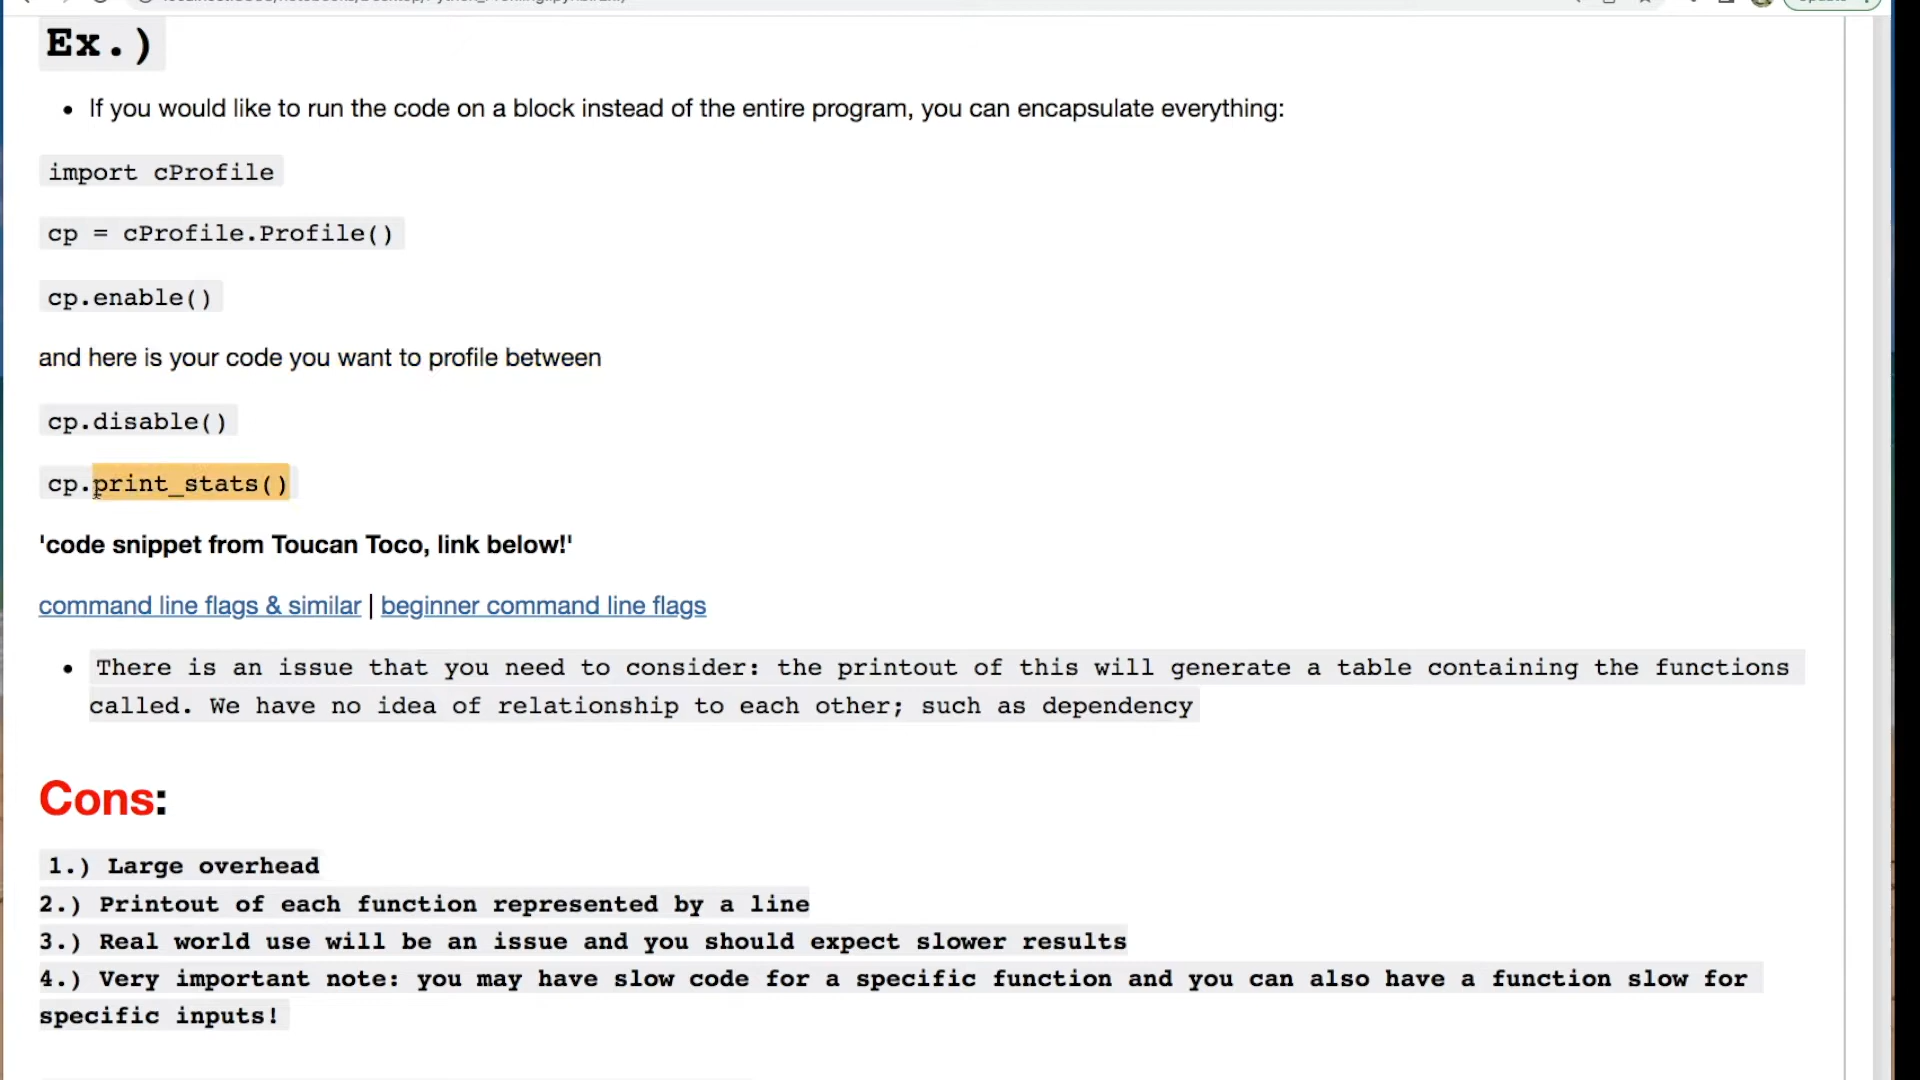 Ex.)
If you would like to run the code on a block instead of the entire program, you can encapsulate everything:
import cProfile
cp = cProfile.Profile()
cp.enable()
and here is your code you want to profile between
cp.disable()
cp.print_stats()
'code snippet from Toucan Toco, link below!'
command line flags & similar | beginner command line flags
There is an issue that you need to consider: the printout of this will generate a table containing the functions
called. We have no idea of relationship to each other; such as dependency
Cons:
1.) Large overhead
2.) Printout of each function represented by a line
3.) Real world use will be an issue and you should expect slower results
4.) Very important note: you may have slow code for a specific function and you can also have a function slow for
specific inputs!